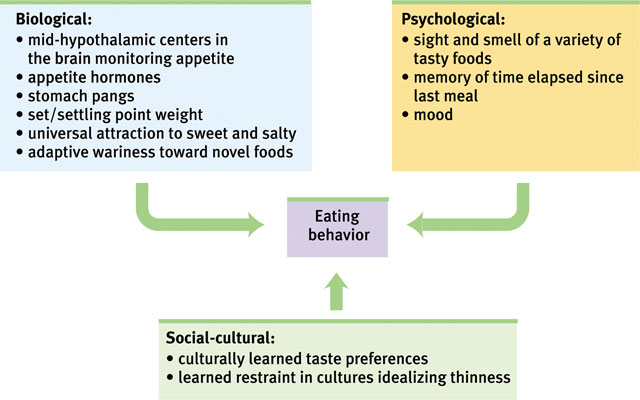 Biological:
• mid-hypothalamic centers in
the brain monitoring appetite
• appetite hormones
• stomach pangs
• set/settling point weight
• universal attraction to sweet and salty
• adaptive wariness toward novel foods
Psychological:
• sight and smell of a variety of
tasty foods
• memory of time elapsed since
last meal
• mood
Eating
behavior
Social-cultural:
• culturally learned taste preferences
• learned restraint in cultures idealizing thinness